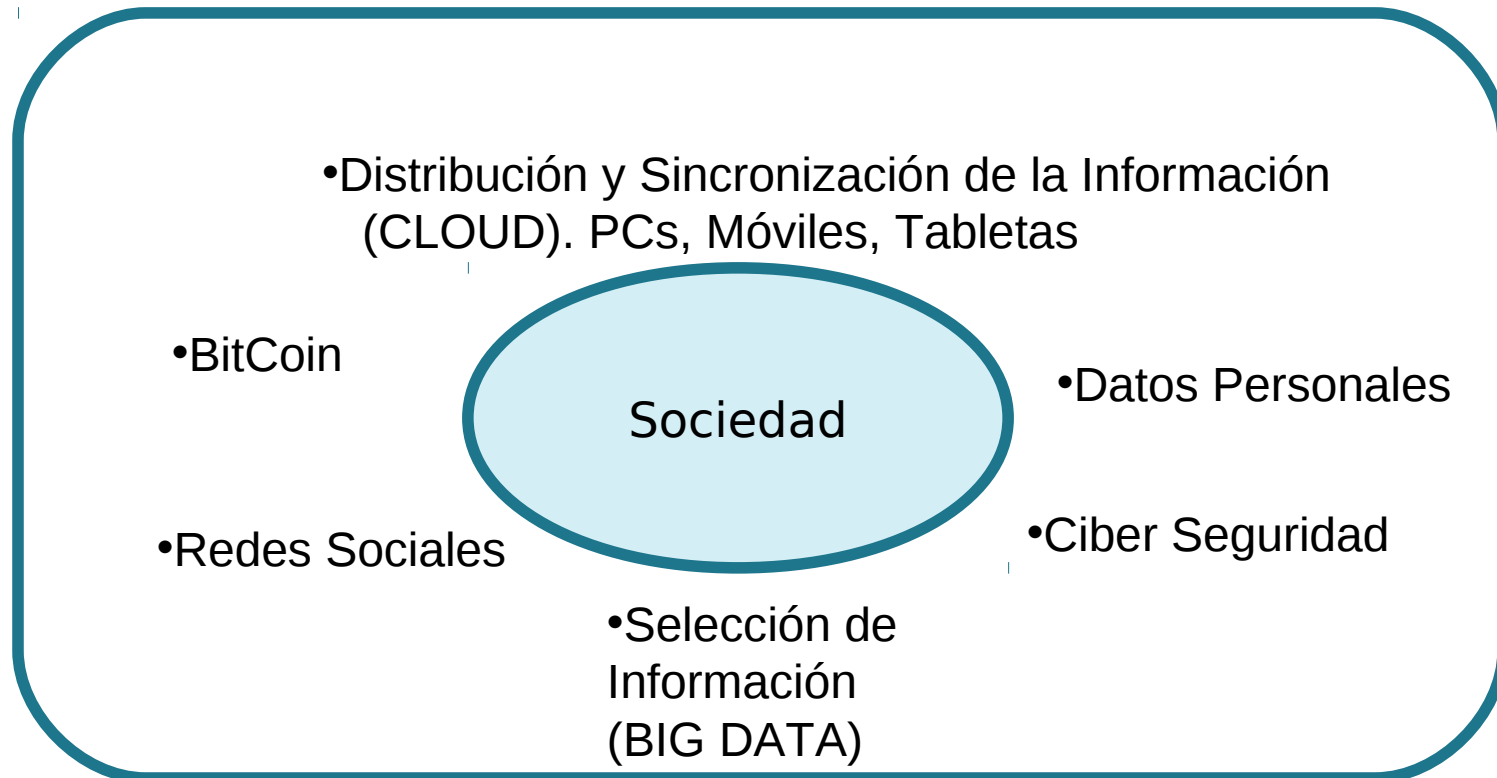 •Distribución y Sincronización de la Información
(CLOUD). PCs, Móviles, Tabletas
•BitCoin
•Datos Personales
Sociedad
•Redes Sociales
•Ciber Seguridad
•Selección de
Información
(BIG DATA)